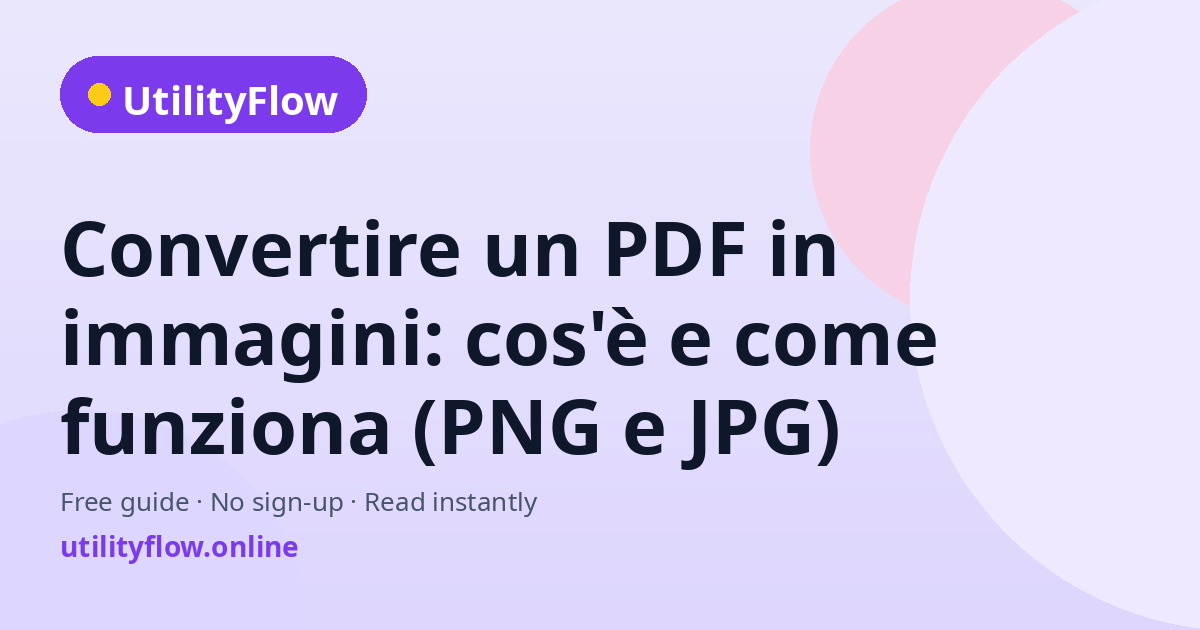 UtilityFlow
Convertire un PDF in
immagini: cos'è e come
funziona (PNG e JPG)
Free guide · No sign-up · Read instantly
utilityflow.online